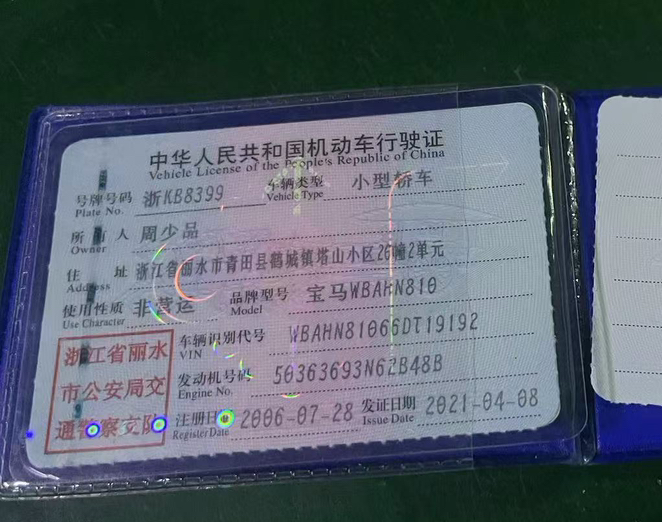 中华人民共和国机动车行驶证
Vehicle License of the People's Republic of China
号牌号码 浙KB8399 车辆类型 小型轿车
Plate No. Vehicle Type
所有人 周少品
Owner
住址 浙江省丽水市青田县鹤城镇塔山小区26幢2单元
Address
使用性质 非营运 品牌型号 宝马WBAHN810
Use Character Model
浙江省丽水
市公安局交
通警察交队
车辆识别代号 WBAHN81066DT19192
VIN
发动机号码 50363693N62B48B
Engine No.
注册日 2006-07-28 发证日期 2021-04-08
Register Date Issue Date